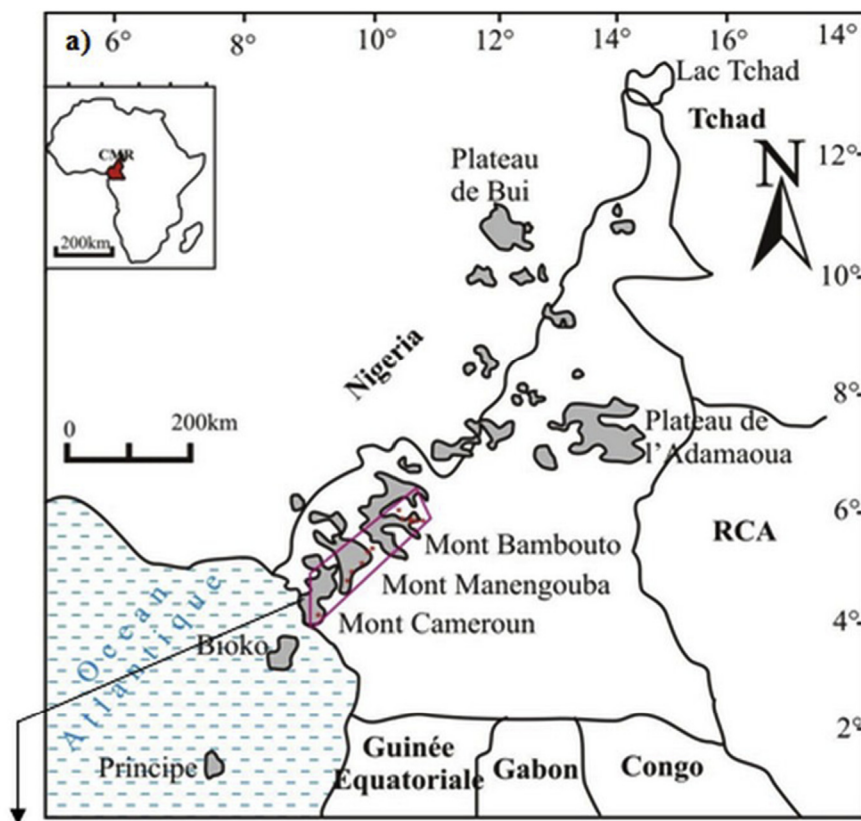 a) 6° 8° 10° 12° 14° 16° 14°
Lac Tchad
Tchad
CMR
200km
Plateau
de Bui
N
12°
10°
Nigeria
8°
0 200km
Plateau de
l'Adamaoua
6°
RCA
Mont Bambouto
Mont Manengouba
Mont Cameroun
4°
Ocean
Atlantique
Bioko
2°
Principe
Guinée
Equatoriale
Gabon
Congo